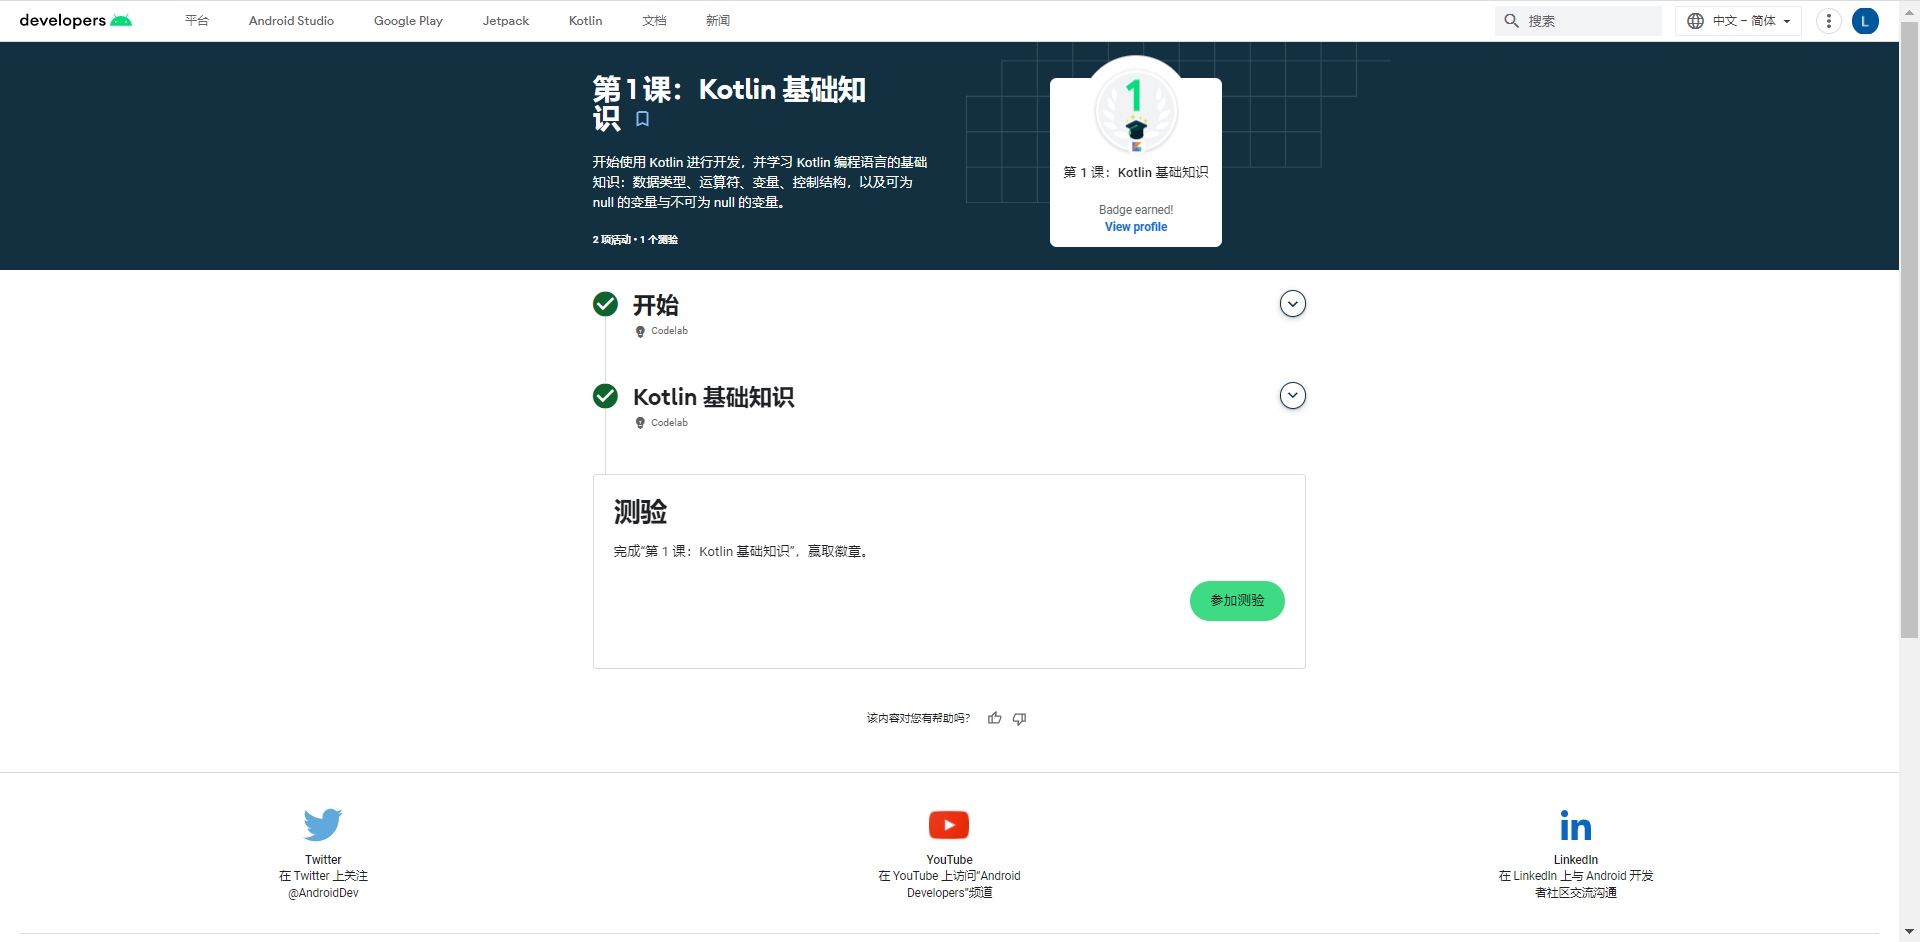 developers
平台
Android Studio
Google Play
Jetpack
Kotlin
文档
新闻
搜索
中文 – 简体
L
第 1 课：Kotlin 基础知
识
开始使用 Kotlin 进行开发，并学习 Kotlin 编程语言的基础
知识：数据类型、运算符、变量、控制结构，以及可为
null 的变量与不可为 null 的变量。
2 项活动 • 1 个测验
1
第 1 课：Kotlin 基础知识
Badge earned!
View profile
开始
Codelab
Kotlin 基础知识
Codelab
测验
完成“第 1 课：Kotlin 基础知识”，赢取徽章。
参加测验
该内容对您有帮助吗？
Twitter
在 Twitter 上关注
@AndroidDev
YouTube
在 YouTube 上访问“Android
Developers”频道
in
LinkedIn
在 LinkedIn 上与 Android 开发
者社区交流沟通